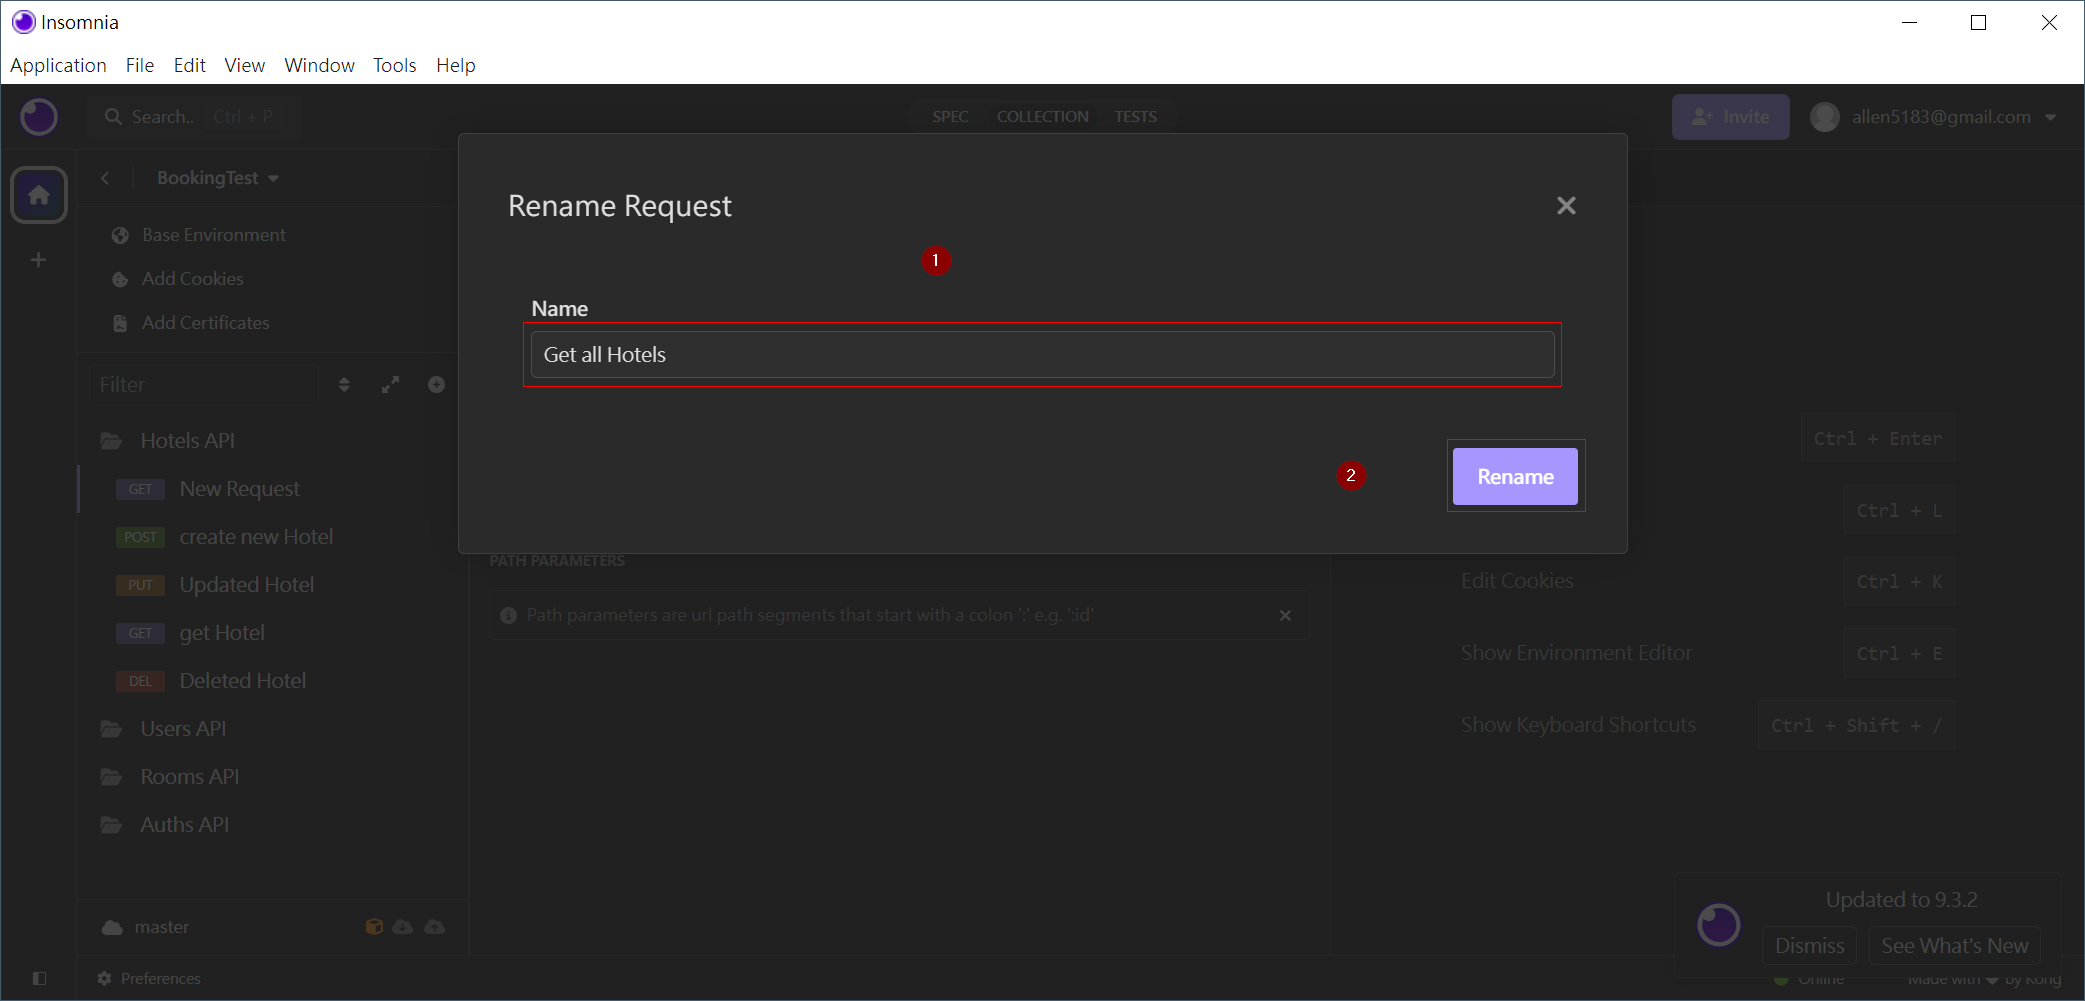 Insomnia
Application File Edit View Window Tools Help
Search.. Ctrl + P
SPEC COLLECTION TESTS
Invite
allen5183@gmail.com
BookingTest
Base Environment
Add Cookies
Add Certificates
Filter
Hotels API
GET New Request
POST create new Hotel
PUT Updated Hotel
GET get Hotel
DEL Deleted Hotel
Users API
Rooms API
Auths API
master
Preferences
Rename Request
1
Name
Get all Hotels
2
Rename
PATH PARAMETERS
Path parameters are url path segments that start with a colon ':' e.g. ':id'
Ctrl + Enter
Ctrl + L
Edit Cookies Ctrl + K
Show Environment Editor Ctrl + E
Show Keyboard Shortcuts Ctrl + Shift + /
Updated to 9.3.2
Dismiss See What's New
Online
Made with ❤ by Kong